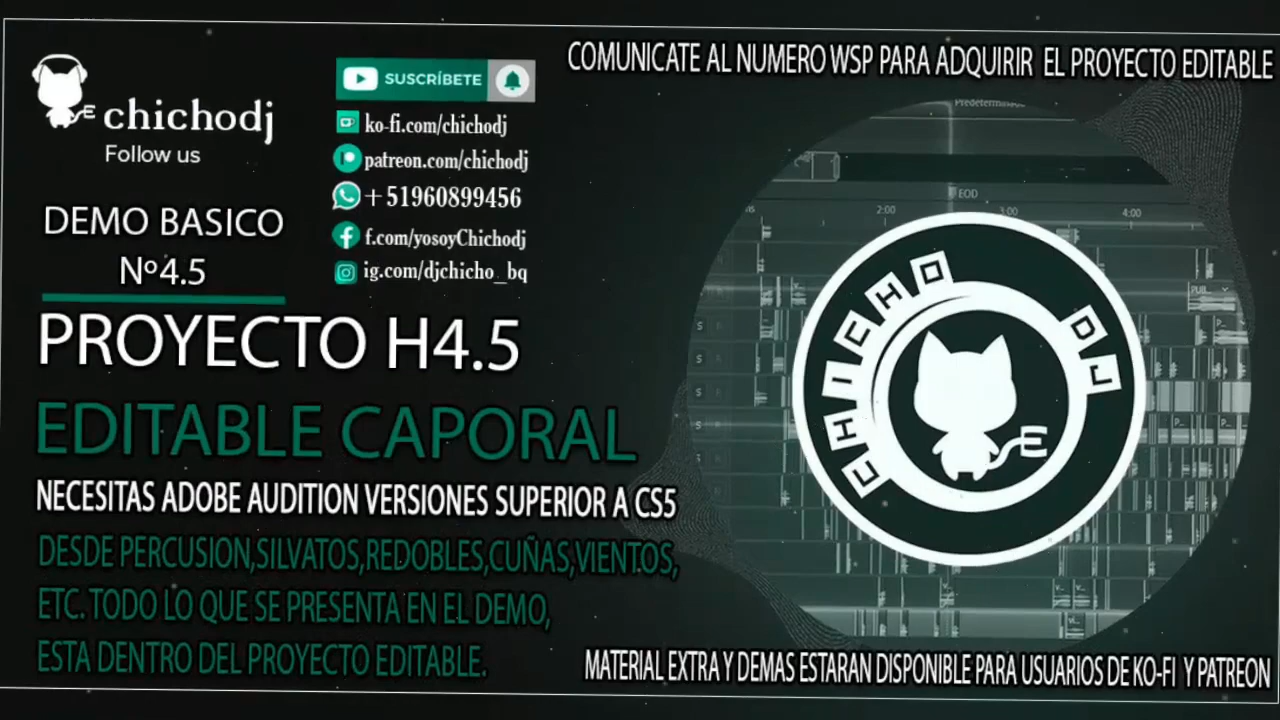 chichodj
Follow us
DEMO BASICO
Nº4.5
SUSCRÍBETE
ko-fi.com/chichodj
patreon.com/chichodj
+51960899456
f.com/yosoyChichodj
ig.com/djchicho_bq
COMUNICATE AL NUMERO WSP PARA ADQUIRIR EL PROYECTO EDITABLE
PROYECTO H4.5
EDITABLE CAPORAL
NECESITAS ADOBE AUDITION VERSIONES SUPERIOR A CS5
DESDE PERCUSION,SILVATOS,REDOBLES,CUÑAS,VIENTOS,
ETC. TODO LO QUE SE PRESENTA EN EL DEMO,
ESTA DENTRO DEL PROYECTO EDITABLE.
EOD
2:00 3:00 4:00
CHICHO DJ
MATERIAL EXTRA Y DEMAS ESTARAN DISPONIBLE PARA USUARIOS DE KO-FI Y PATREON